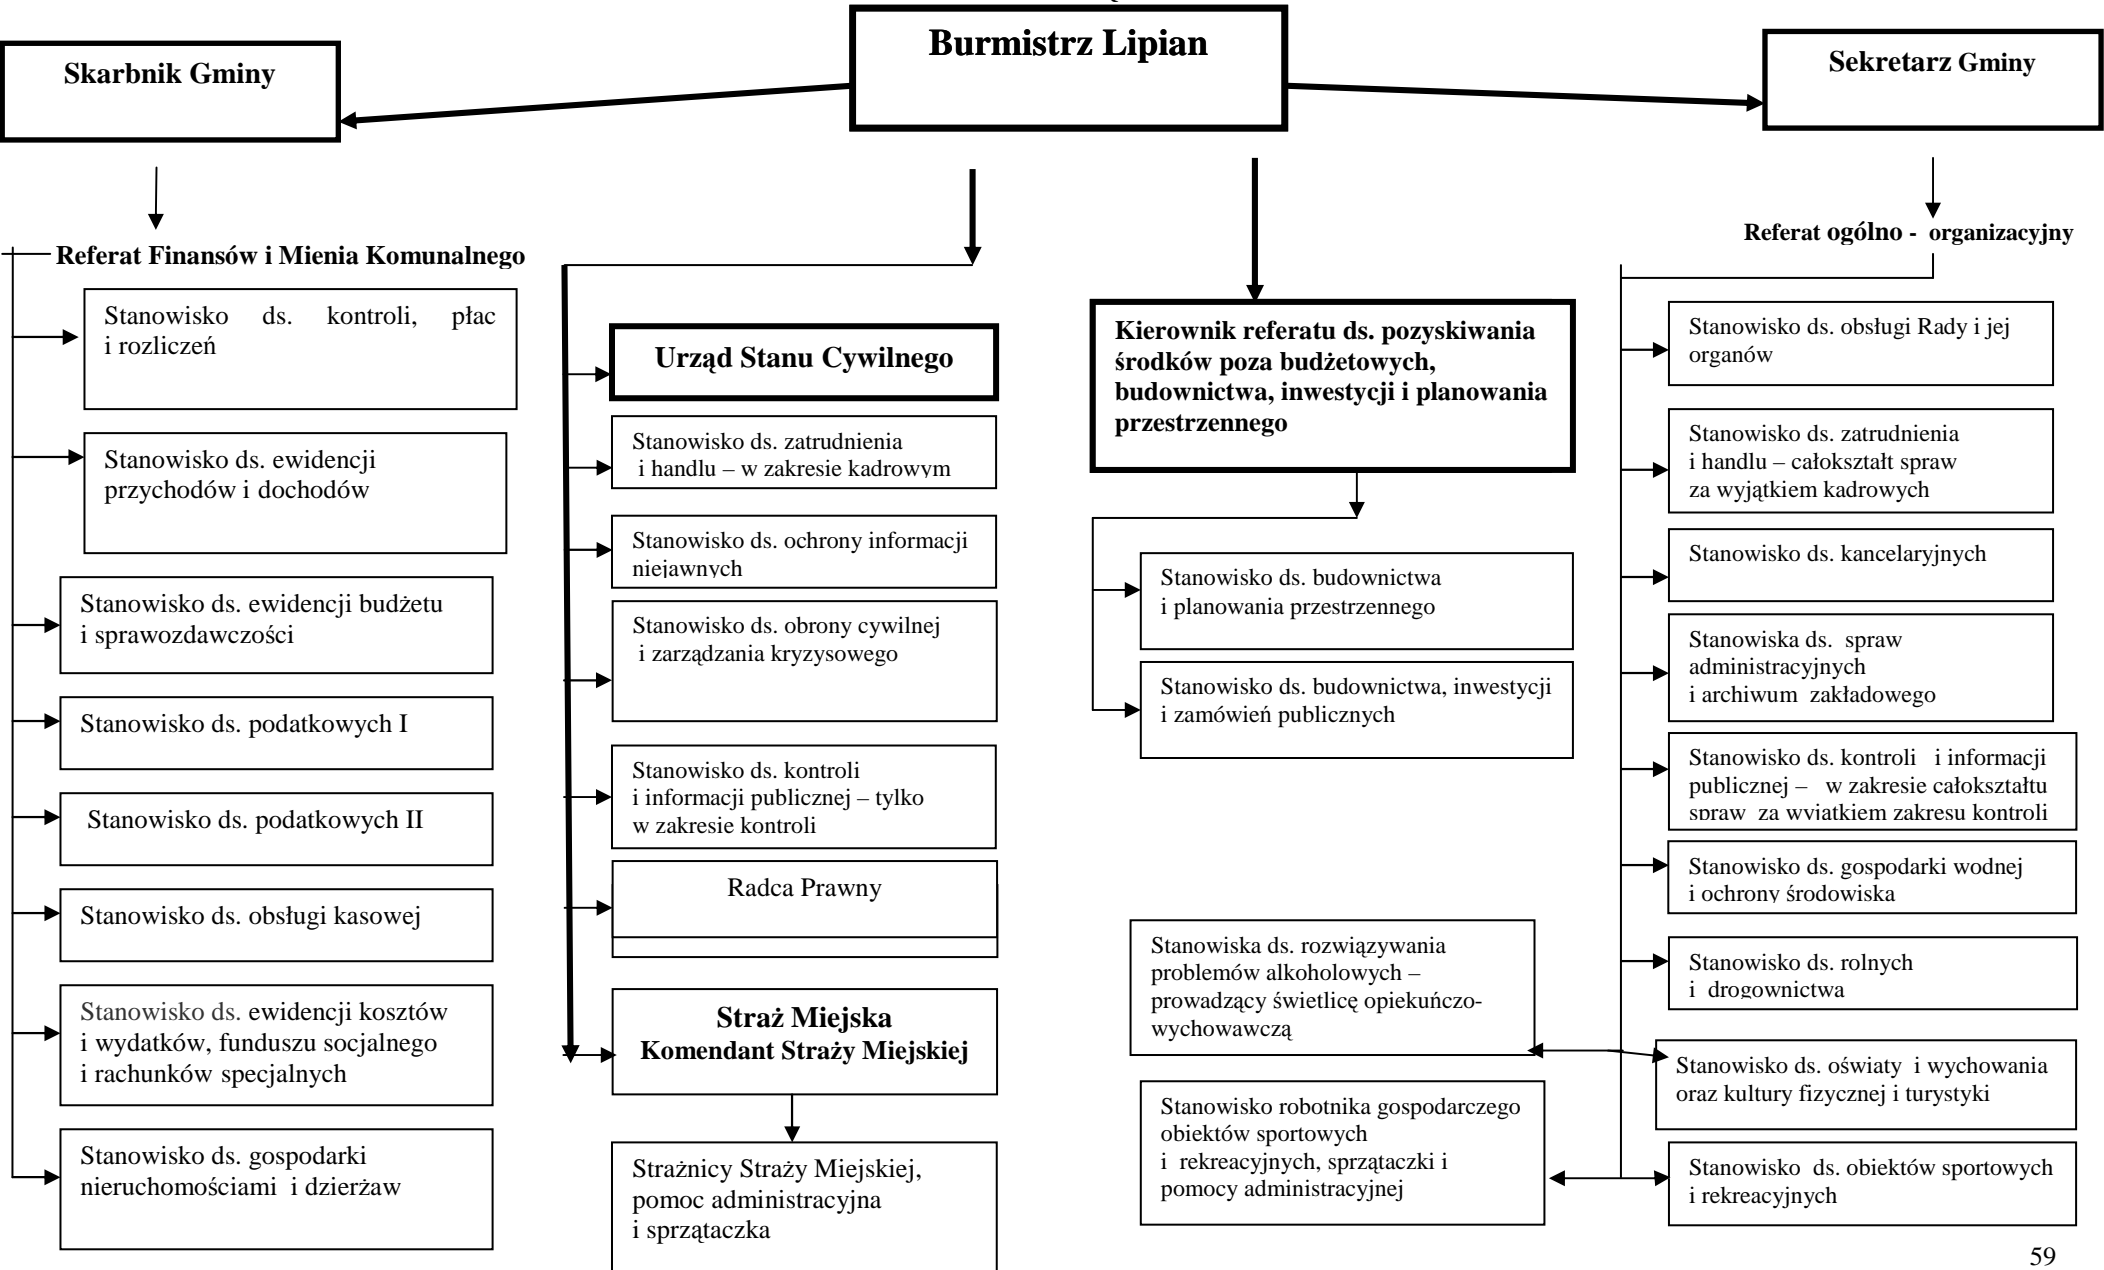 Burmistrz Lipian
Skarbnik Gminy
Sekretarz Gminy
Referat Finansów i Mienia Komunalnego
Stanowisko ds. kontroli, płac
i rozliczeń
Stanowisko ds. ewidencji
przychodów i dochodów
Stanowisko ds. ewidencji budżetu
i sprawozdawczości
Stanowisko ds. podatkowych I
Stanowisko ds. podatkowych II
Stanowisko ds. obsługi kasowej
Stanowisko ds. ewidencji kosztów
i wydatków, funduszu socjalnego
i rachunków specjalnych
Stanowisko ds. gospodarki
nieruchomościami i dzierżaw
Urząd Stanu Cywilnego
Stanowisko ds. zatrudnienia
i handlu – w zakresie kadrowym
Stanowisko ds. ochrony informacji
niejawnych
Stanowisko ds. obrony cywilnej
i zarządzania kryzysowego
Stanowisko ds. kontroli
i informacji publicznej – tylko
w zakresie kontroli
Radca Prawny
Straż Miejska
Komendant Straży Miejskiej
Strażnicy Straży Miejskiej,
pomoc administracyjna
i sprzątaczka
Kierownik referatu ds. pozyskiwania
środków poza budżetowych,
budownictwa, inwestycji i planowania
przestrzennego
Stanowisko ds. budownictwa
i planowania przestrzennego
Stanowisko ds. budownictwa, inwestycji
i zamówień publicznych
Stanowiska ds. rozwiązywania
problemów alkoholowych –
prowadzący świetlicę opiekuńczo-
wychowawczą
Stanowisko robotnika gospodarczego
obiektów sportowych
i rekreacyjnych, sprzątaczki i
pomocy administracyjnej
Referat ogólno - organizacyjny
Stanowisko ds. obsługi Rady i jej
organów
Stanowisko ds. zatrudnienia
i handlu – całokształt spraw
za wyjątkiem kadrowych
Stanowisko ds. kancelaryjnych
Stanowiska ds. spraw
administracyjnych
i archiwum zakładowego
Stanowisko ds. kontroli i informacji
publicznej – w zakresie całokształtu
spraw za wyjątkiem zakresu kontroli
Stanowisko ds. gospodarki wodnej
i ochrony środowiska
Stanowisko ds. rolnych
i drogownictwa
Stanowisko ds. oświaty i wychowania
oraz kultury fizycznej i turystyki
Stanowisko ds. obiektów sportowych
i rekreacyjnych
59